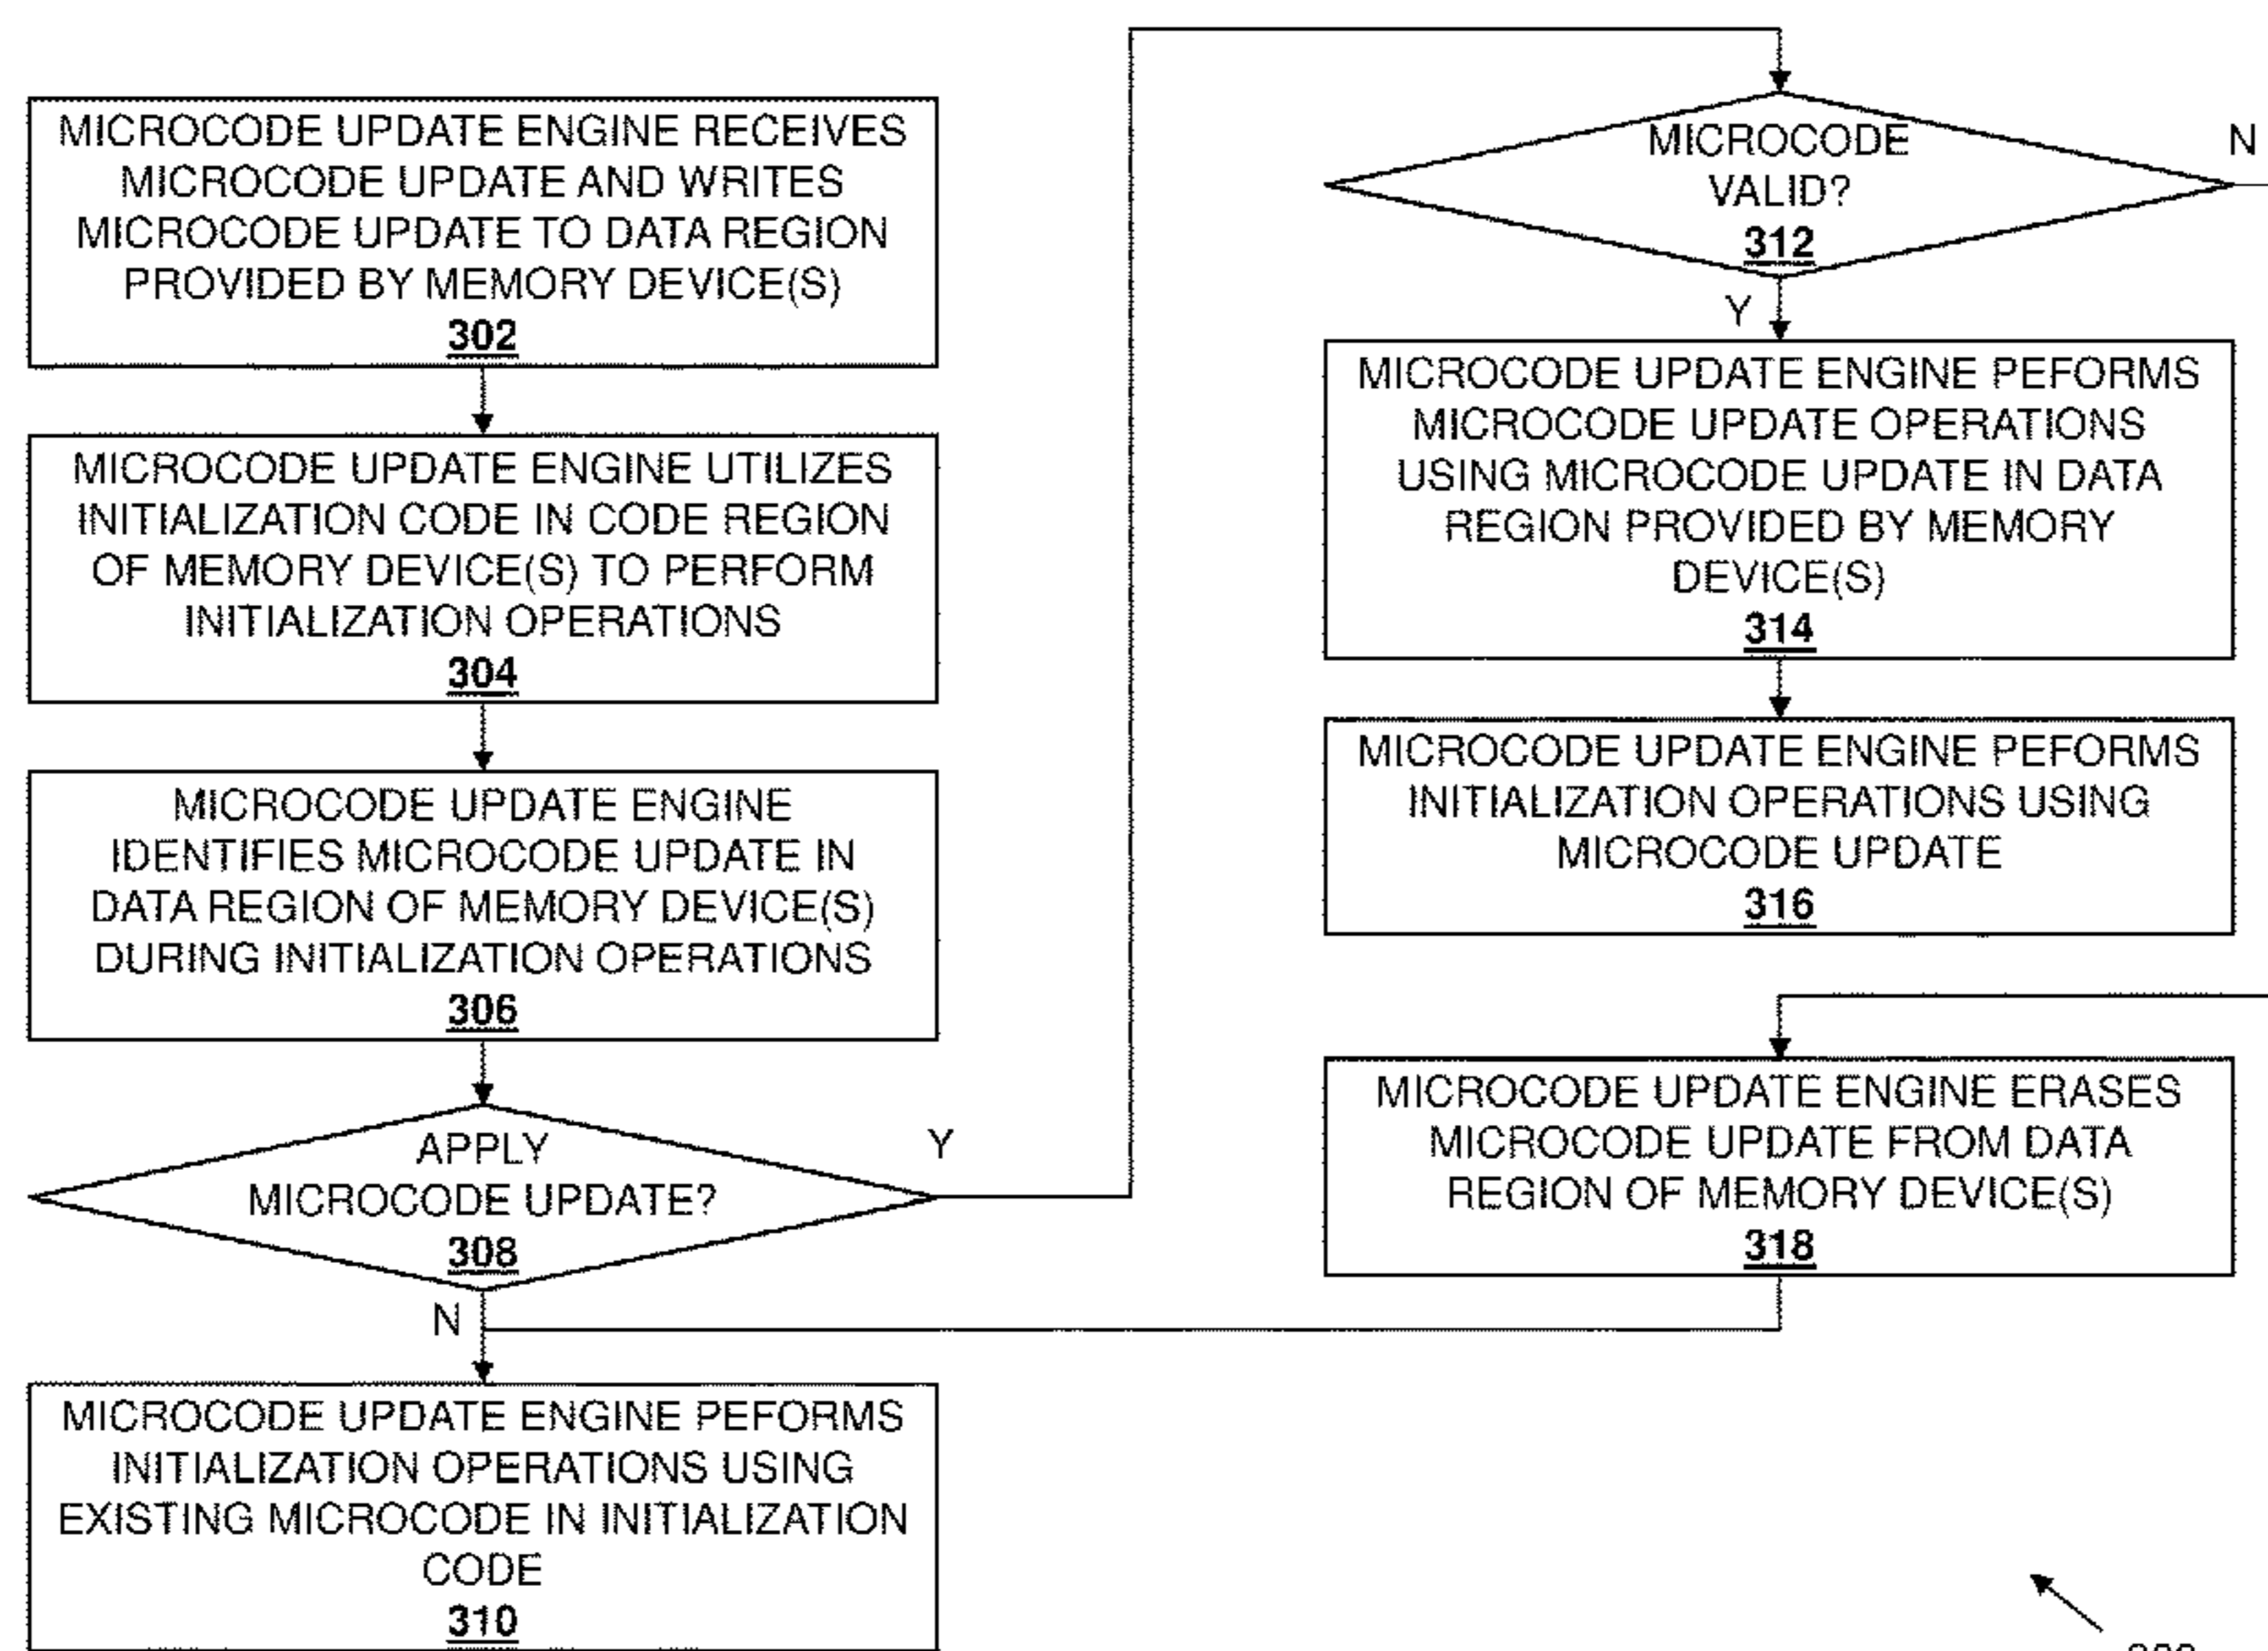 MICROCODE UPDATE ENGINE RECEIVES
MICROCODE UPDATE AND WRITES
MICROCODE UPDATE TO DATA REGION
PROVIDED BY MEMORY DEVICE(S)
302
MICROCODE UPDATE ENGINE UTILIZES
INITIALIZATION CODE IN CODE REGION
OF MEMORY DEVICE(S) TO PERFORM
INITIALIZATION OPERATIONS
304
MICROCODE UPDATE ENGINE
IDENTIFIES MICROCODE UPDATE IN
DATA REGION OF MEMORY DEVICE(S)
DURING INITIALIZATION OPERATIONS
306
APPLY
MICROCODE UPDATE?
308
Y
N
MICROCODE UPDATE ENGINE PEFORMS
INITIALIZATION OPERATIONS USING
EXISTING MICROCODE IN INITIALIZATION
CODE
310
MICROCODE
VALID?
312
N
Y
MICROCODE UPDATE ENGINE PEFORMS
MICROCODE UPDATE OPERATIONS
USING MICROCODE UPDATE IN DATA
REGION PROVIDED BY MEMORY
DEVICE(S)
314
MICROCODE UPDATE ENGINE PEFORMS
INITIALIZATION OPERATIONS USING
MICROCODE UPDATE
316
MICROCODE UPDATE ENGINE ERASES
MICROCODE UPDATE FROM DATA
REGION OF MEMORY DEVICE(S)
318